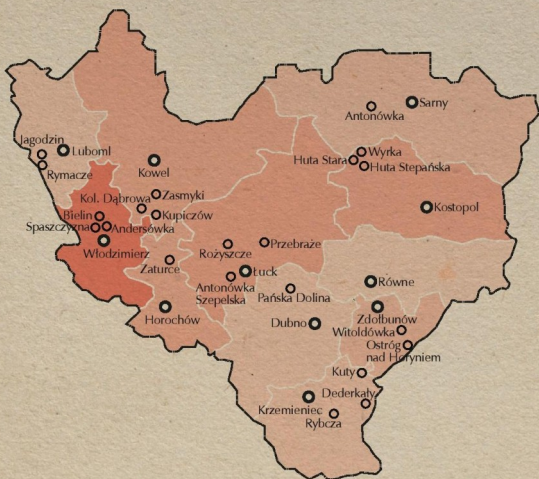 Sarny
Antonówka
Jagodzin
Luboml
Rymacze
Kowel
Huta Stara
Wyrka
Huta Stepańska
Kol. Dąbrowa
Zasmyki
Kupiczów
Bielin
Spaszczyzna
Andersówka
Włodzimierz
Kostopol
Rożyszcze
Przebraże
Zaturce
Łuck
Antonówka
Szepelska
Pańska Dolina
Równe
Horochów
Dubno
Zdołbunów
Witoldówka
Ostróg
nad Horyniem
Kuty
Dederkały
Krzemieniec
Rybcza